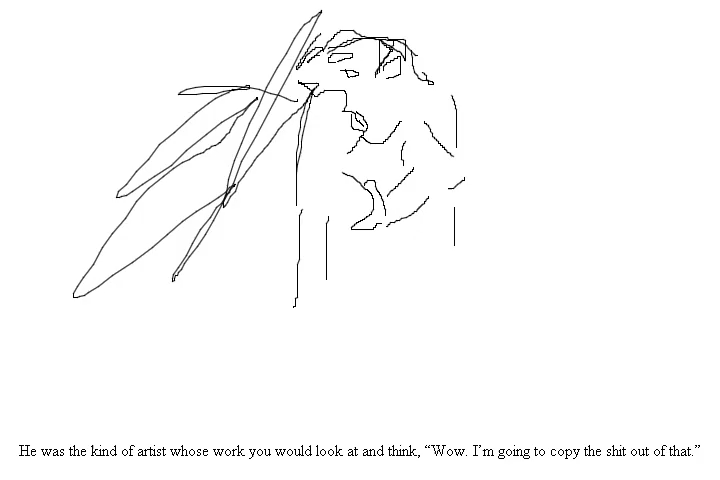 He was the kind of artist whose work you would look at and think, “Wow. I’m going to copy the shit out of that.”